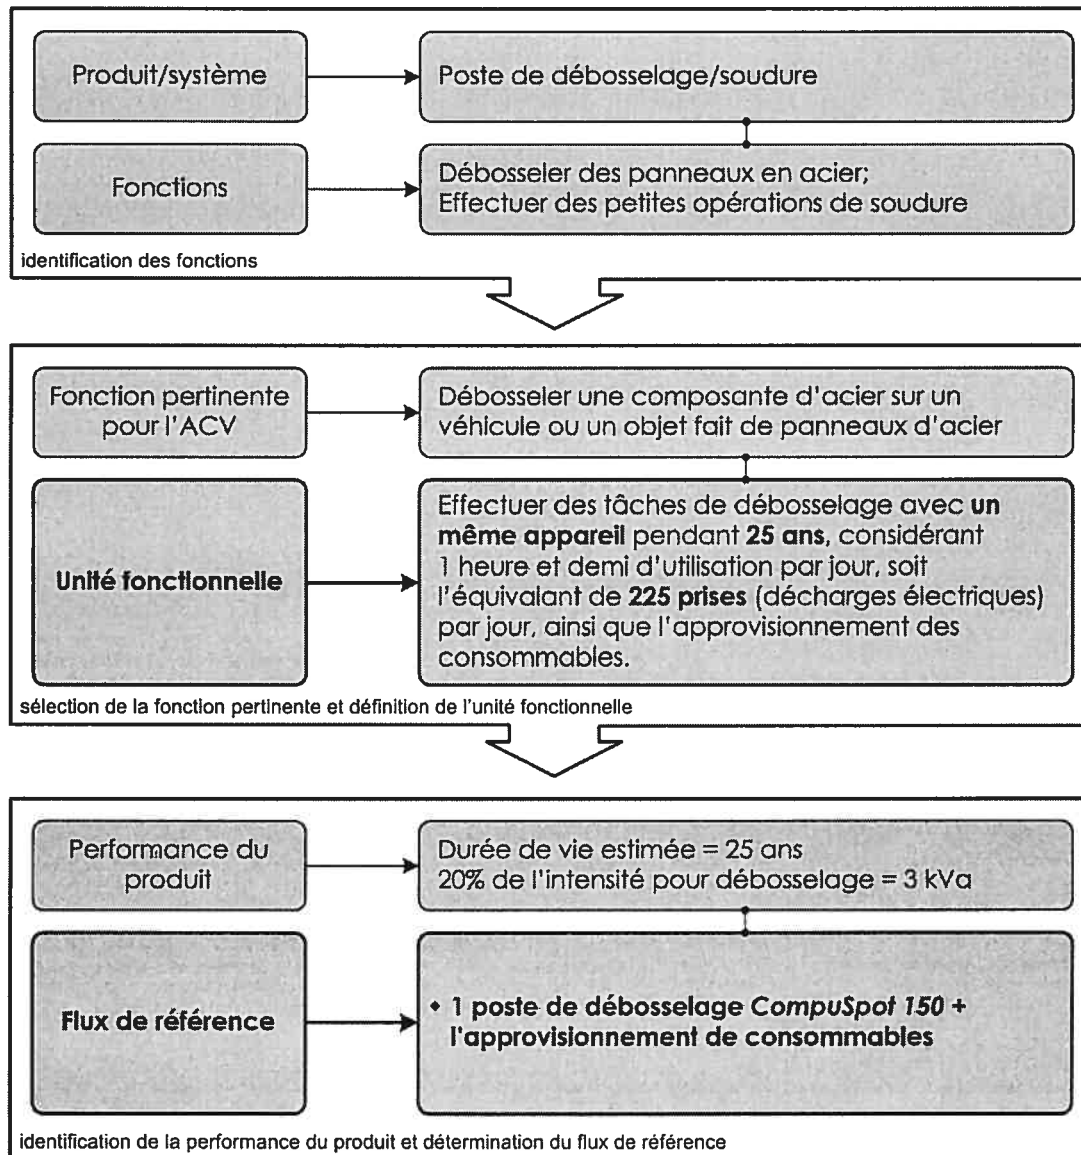 Produit/système
Poste de débosselage/soudure
Fonctions
Débosseler des panneaux en acier;
Effectuer des petites opérations de soudure
identification des fonctions
Fonction pertinente
pour l'ACV
Débosseler une composante d'acier sur un
véhicule ou un objet fait de panneaux d'acier
Unité fonctionnelle
Effectuer des tâches de débosselage avec un
même appareil pendant 25 ans, considérant
1 heure et demi d'utilisation par jour, soit
l'équivalant de 225 prises (décharges électriques)
par jour, ainsi que l'approvisionnement des
consommables.
sélection de la fonction pertinente et définition de l'unité fonctionnelle
Performance du
produit
Durée de vie estimée = 25 ans
20% de l'intensité pour débosselage = 3 kVa
Flux de référence
• 1 poste de débosselage CompuSpot 150 +
l'approvisionnement de consommables
identification de la performance du produit et détermination du flux de référence